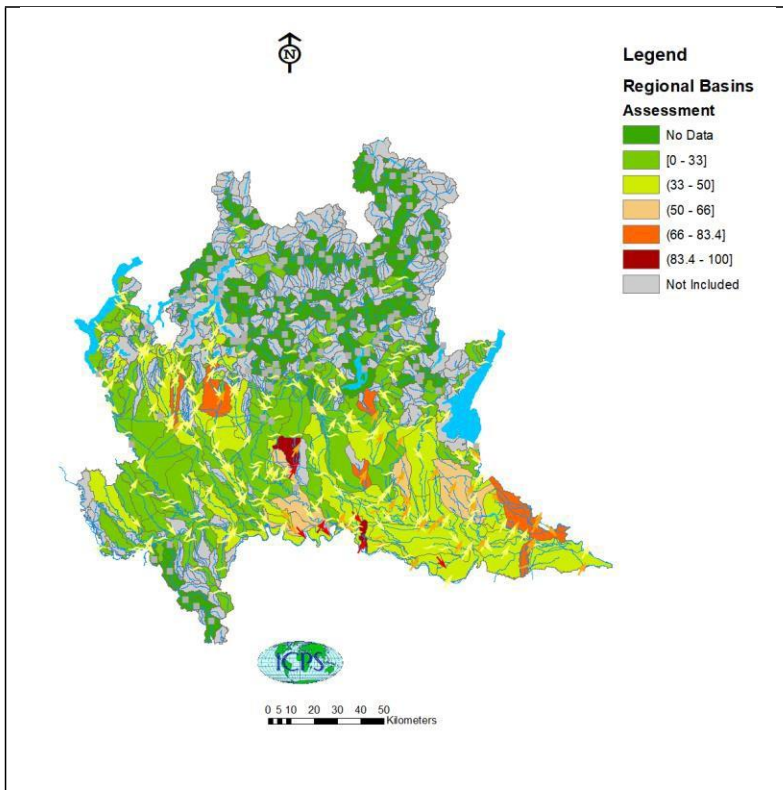 N
Legend
Regional Basins
Assessment
No Data
[0 - 33]
(33 - 50]
(50 - 66]
(66 - 83.4]
(83.4 - 100]
Not Included
ICPS
0 5 10 20 30 40 50
Kilometers